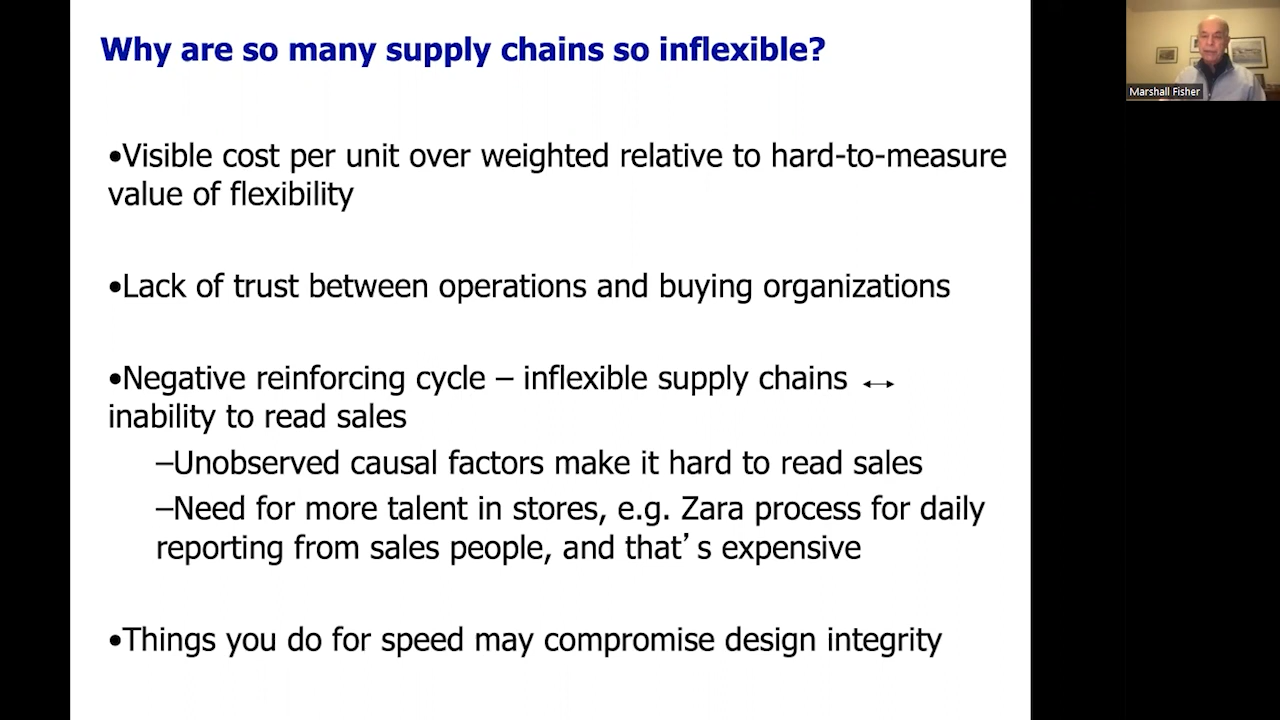 Why are so many supply chains so inflexible?
•Visible cost per unit over weighted relative to hard-to-measure
value of flexibility
•Lack of trust between operations and buying organizations
•Negative reinforcing cycle – inflexible supply chains ↔
inability to read sales
–Unobserved causal factors make it hard to read sales
–Need for more talent in stores, e.g. Zara process for daily
reporting from sales people, and that’s expensive
•Things you do for speed may compromise design integrity
Marshall Fisher